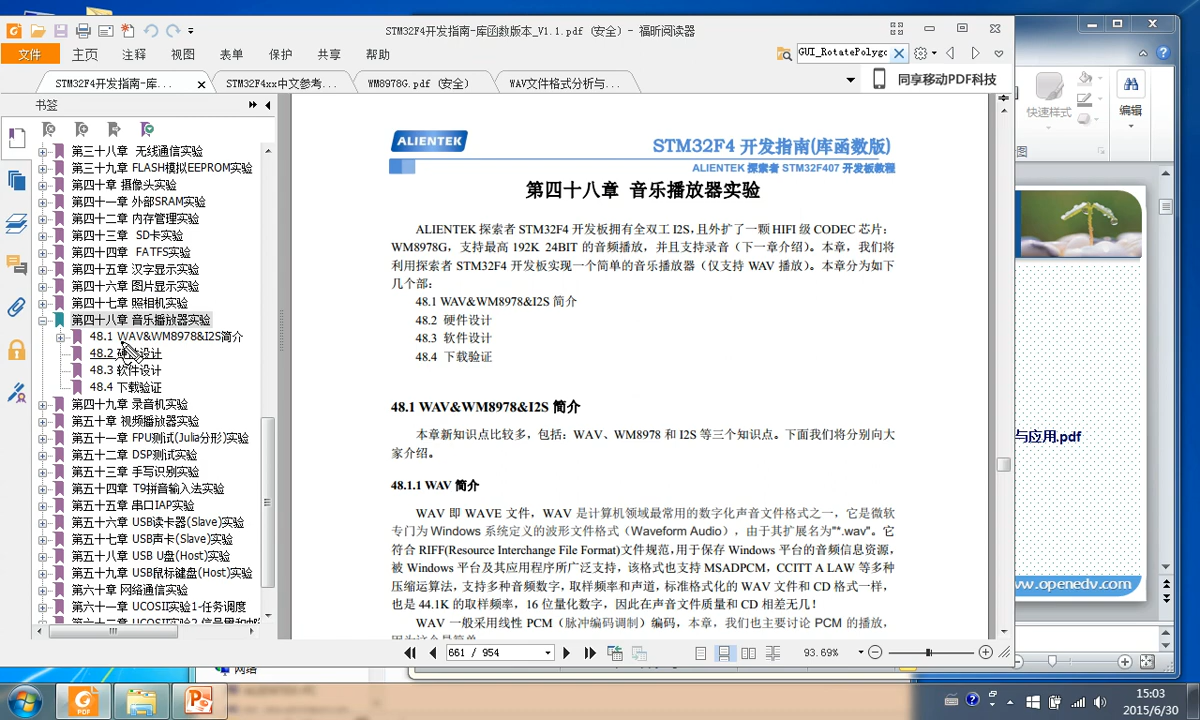 STM32F4开发指南-库函数版本_V1.1.pdf (安全) - 福昕阅读器
文件 主页 注释 视图 表单 保护 共享 帮助
GUI_RotatePolygo
STM32F4开发指南-库... STM32F4xx中文参考... WM8978G.pdf (安全) WAV文件格式分析与...
同享移动PDF科技
书签
第三十八章 无线通信实验
第三十九章 FLASH模拟EEPROM实验
第四十章 摄像头实验
第四十一章 外部SRAM实验
第四十二章 内存管理实验
第四十三章 SD卡实验
第四十四章 FATFS实验
第四十五章 汉字显示实验
第四十六章 图片显示实验
第四十七章 照相机实验
第四十八章 音乐播放器实验
48.1 WAV&WM8978&I2S简介
48.2 硬件设计
48.3 软件设计
48.4 下载验证
第四十九章 录音机实验
第五十章 视频播放器实验
第五十一章 FPU测试(Julia分形)实验
第五十二章 DSP测试实验
第五十三章 手写识别实验
第五十四章 T9拼音输入法实验
第五十五章 串口IAP实验
第五十六章 USB读卡器(Slave)实验
第五十七章 USB声卡(Slave)实验
第五十八章 USB U盘(Host)实验
第五十九章 USB鼠标键盘(Host)实验
第六十章 网络通信实验
第六十一章 UCOSII实验1-任务调度
ALIENTEK
STM32F4 开发指南(库函数版)
ALIENTEK 探索者 STM32F407 开发板教程
第四十八章 音乐播放器实验
ALIENTEK 探索者 STM32F4 开发板拥有全双工 I2S，且外扩了一颗 HIFI 级 CODEC 芯片：
WM8978G，支持最高 192K 24BIT 的音频播放，并且支持录音（下一章介绍）。本章，我们将
利用探索者 STM32F4 开发板实现一个简单的音乐播放器（仅支持 WAV 播放）。本章分为如下
几个部：
48.1 WAV&WM8978&I2S 简介
48.2 硬件设计
48.3 软件设计
48.4 下载验证
48.1 WAV&WM8978&I2S 简介
本章新知识点比较多，包括：WAV、WM8978 和 I2S 等三个知识点。下面我们将分别向大
家介绍。
48.1.1 WAV 简介
WAV 即 WAVE 文件，WAV 是计算机领域最常用的数字化声音文件格式之一，它是微软
专门为 Windows 系统定义的波形文件格式（Waveform Audio），由于其扩展名为"*.wav"。它
符合 RIFF(Resource Interchange File Format)文件规范，用于保存 Windows 平台的音频信息资源，
被 Windows 平台及其应用程序所广泛支持，该格式也支持 MSADPCM，CCITT A LAW 等多种
压缩运算法，支持多种音频数字，取样频率和声道，标准格式化的 WAV 文件和 CD 格式一样，
也是 44.1K 的取样频率，16 位量化数字，因此在声音文件质量和 CD 相差无几！
WAV 一般采用线性 PCM（脉冲编码调制）编码，本章，我们也主要讨论 PCM 的播放，
661 / 954
93.69%
快速样式
编辑
图
与应用.pdf
ww.openedv.com
网络
15:03
2015/6/30